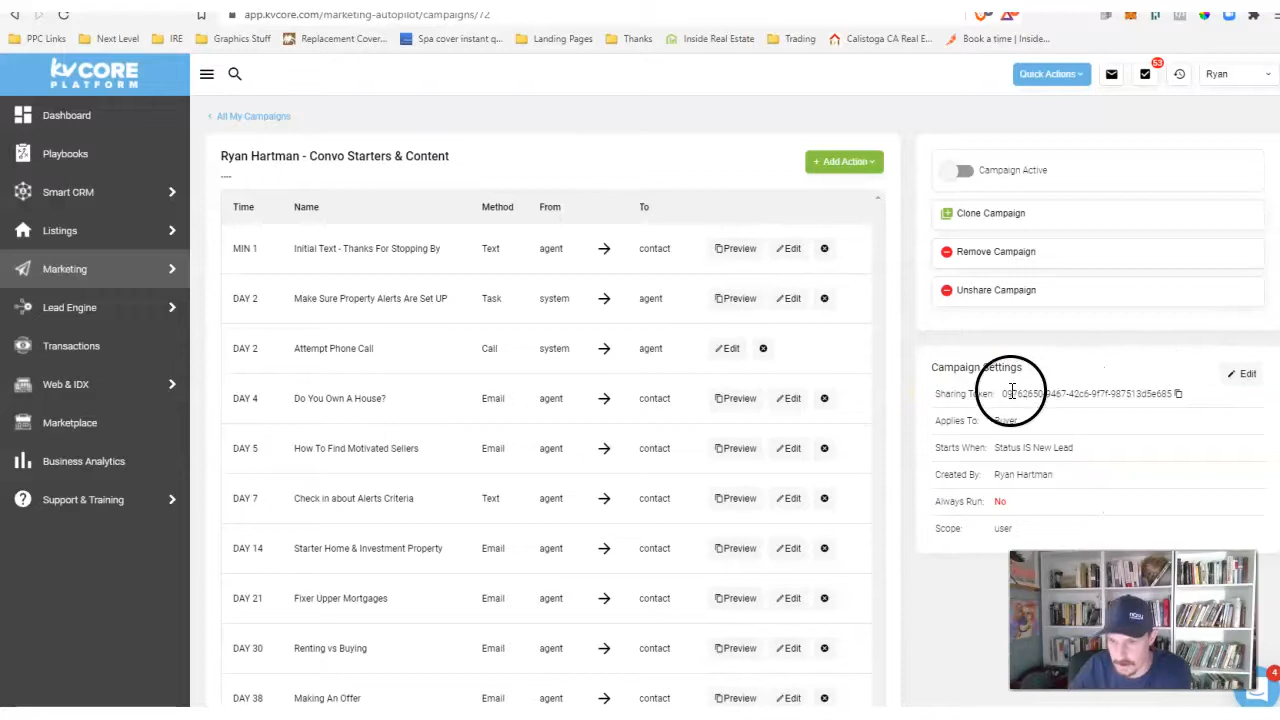 app.kvcore.com/marketing-autopilot/campaigns/72
PPC Links
Next Level
IRE
Graphics Stuff
Replacement Cover...
Spa cover instant q...
Landing Pages
Thanks
Inside Real Estate
Trading
Calistoga CA Real E...
Book a time | Inside...
kvCORE
PLATFORM
Quick Actions
53
Ryan
Dashboard
Playbooks
Smart CRM
Listings
Marketing
Lead Engine
Transactions
Web & IDX
Marketplace
Business Analytics
Support & Training
All My Campaigns
Ryan Hartman - Convo Starters & Content
----
+ Add Action
Time Name Method From To
MIN 1 Initial Text - Thanks For Stopping By Text agent → contact Preview Edit
DAY 2 Make Sure Property Alerts Are Set UP Task system → agent Preview Edit
DAY 2 Attempt Phone Call Call system → agent Edit
DAY 4 Do You Own A House? Email agent → contact Preview Edit
DAY 5 How To Find Motivated Sellers Email agent → contact Preview Edit
DAY 7 Check in about Alerts Criteria Text agent → contact Preview Edit
DAY 14 Starter Home & Investment Property Email agent → contact Preview Edit
DAY 21 Fixer Upper Mortgages Email agent → contact Preview Edit
DAY 30 Renting vs Buying Email agent → contact Preview Edit
DAY 38 Making An Offer Email agent → contact Preview Edit
Campaign Active
Clone Campaign
Remove Campaign
Unshare Campaign
Campaign Settings
Edit
Sharing Token: 09762650-9467-42c6-9f7f-987513d5e685
Applies To: Buyer
Starts When: Status IS New Lead
Created By: Ryan Hartman
Always Run: No
Scope: user
4